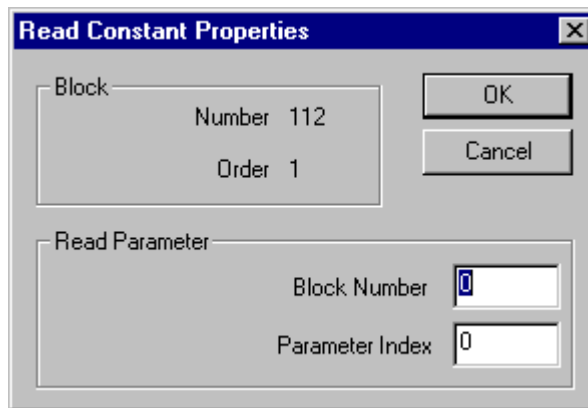 Read Constant Properties
Block
Number 112
Order 1
OK
Cancel
Read Parameter
Block Number 0
Parameter Index 0